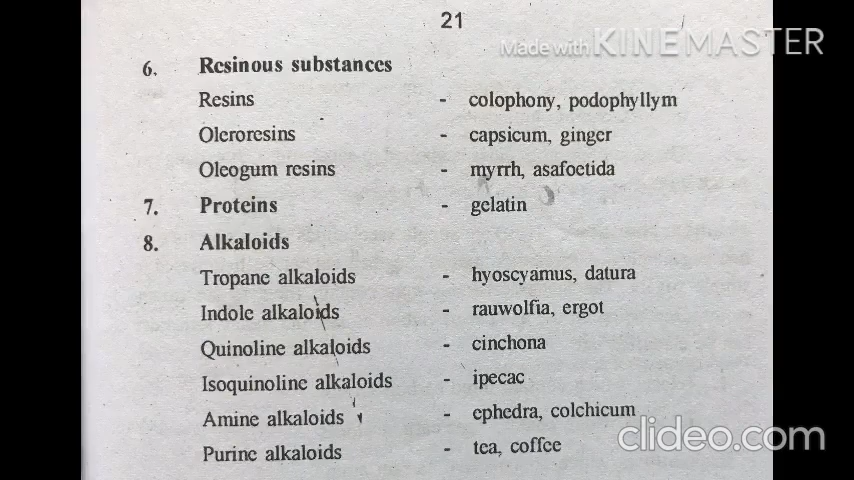 21
Made with KINEMASTER
6. Resinous substances
Resins - colophony, podophyllym
Oleroresins - capsicum, ginger
Oleogum resins - myrrh, asafoetida
7. Proteins - gelatin
8. Alkaloids
Tropane alkaloids - hyoscyamus, datura
Indole alkaloids - rauwolfia, ergot
Quinoline alkaloids - cinchona
Isoquinoline alkaloids - ipecac
Amine alkaloids - ephedra, colchicum
Purine alkaloids - tea, coffee
clideo.com